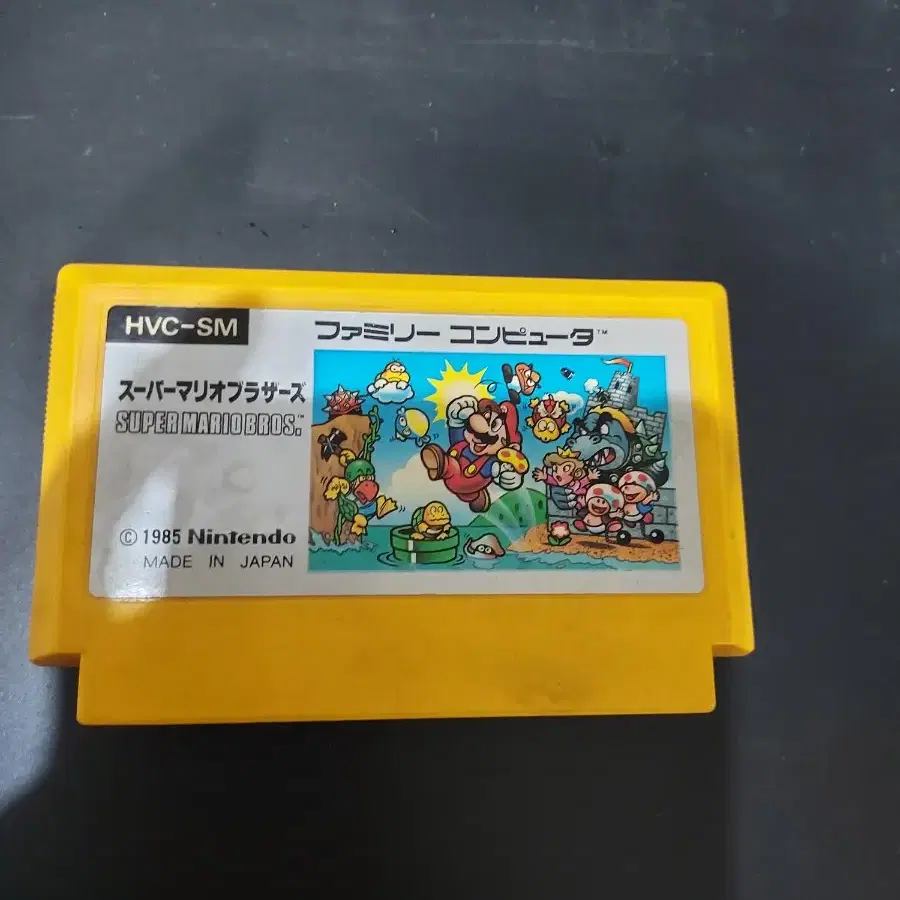 HVC-SM
ファミリー コンピュータ™
スーパーマリオブラザーズ
SUPER MARIO BROS.™
© 1985 Nintendo
MADE IN JAPAN